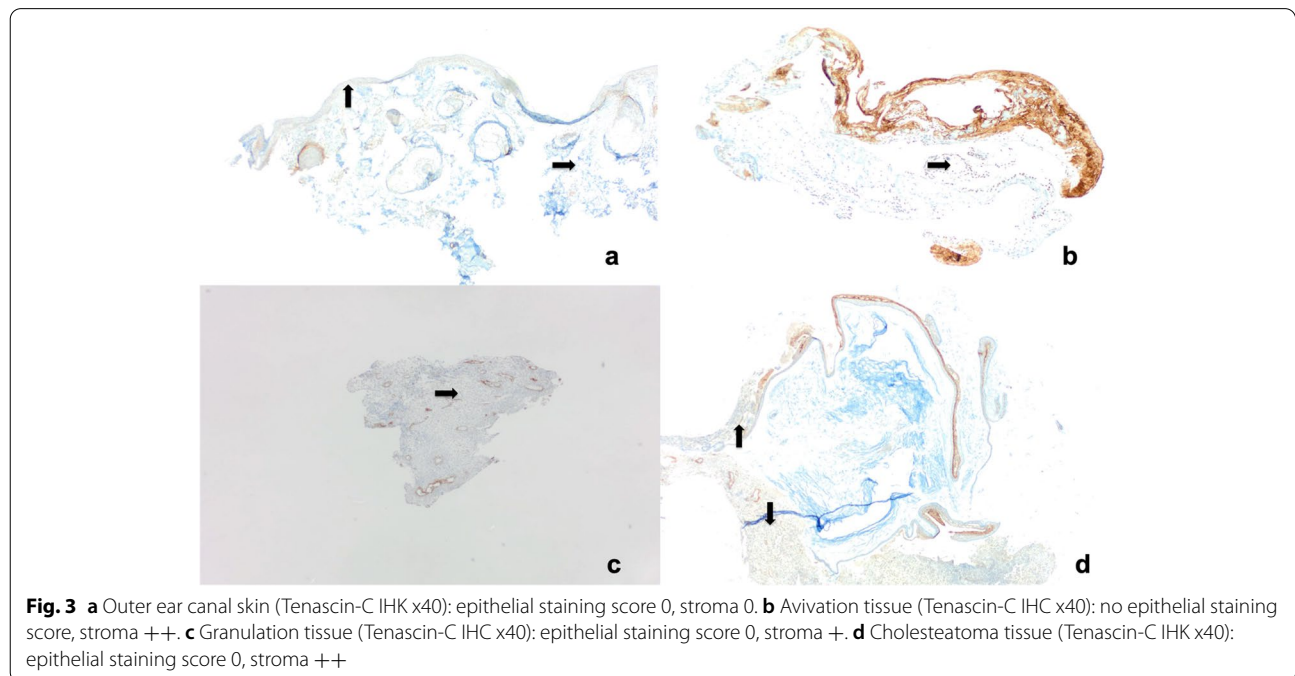 a
b
c
d
Fig. 3 a Outer ear canal skin (Tenascin-C IHK x40): epithelial staining score 0, stroma 0. b Avivation tissue (Tenascin-C IHC x40): no epithelial staining
score, stroma ++. c Granulation tissue (Tenascin-C IHC x40): epithelial staining score 0, stroma +. d Cholesteatoma tissue (Tenascin-C IHK x40):
epithelial staining score 0, stroma ++